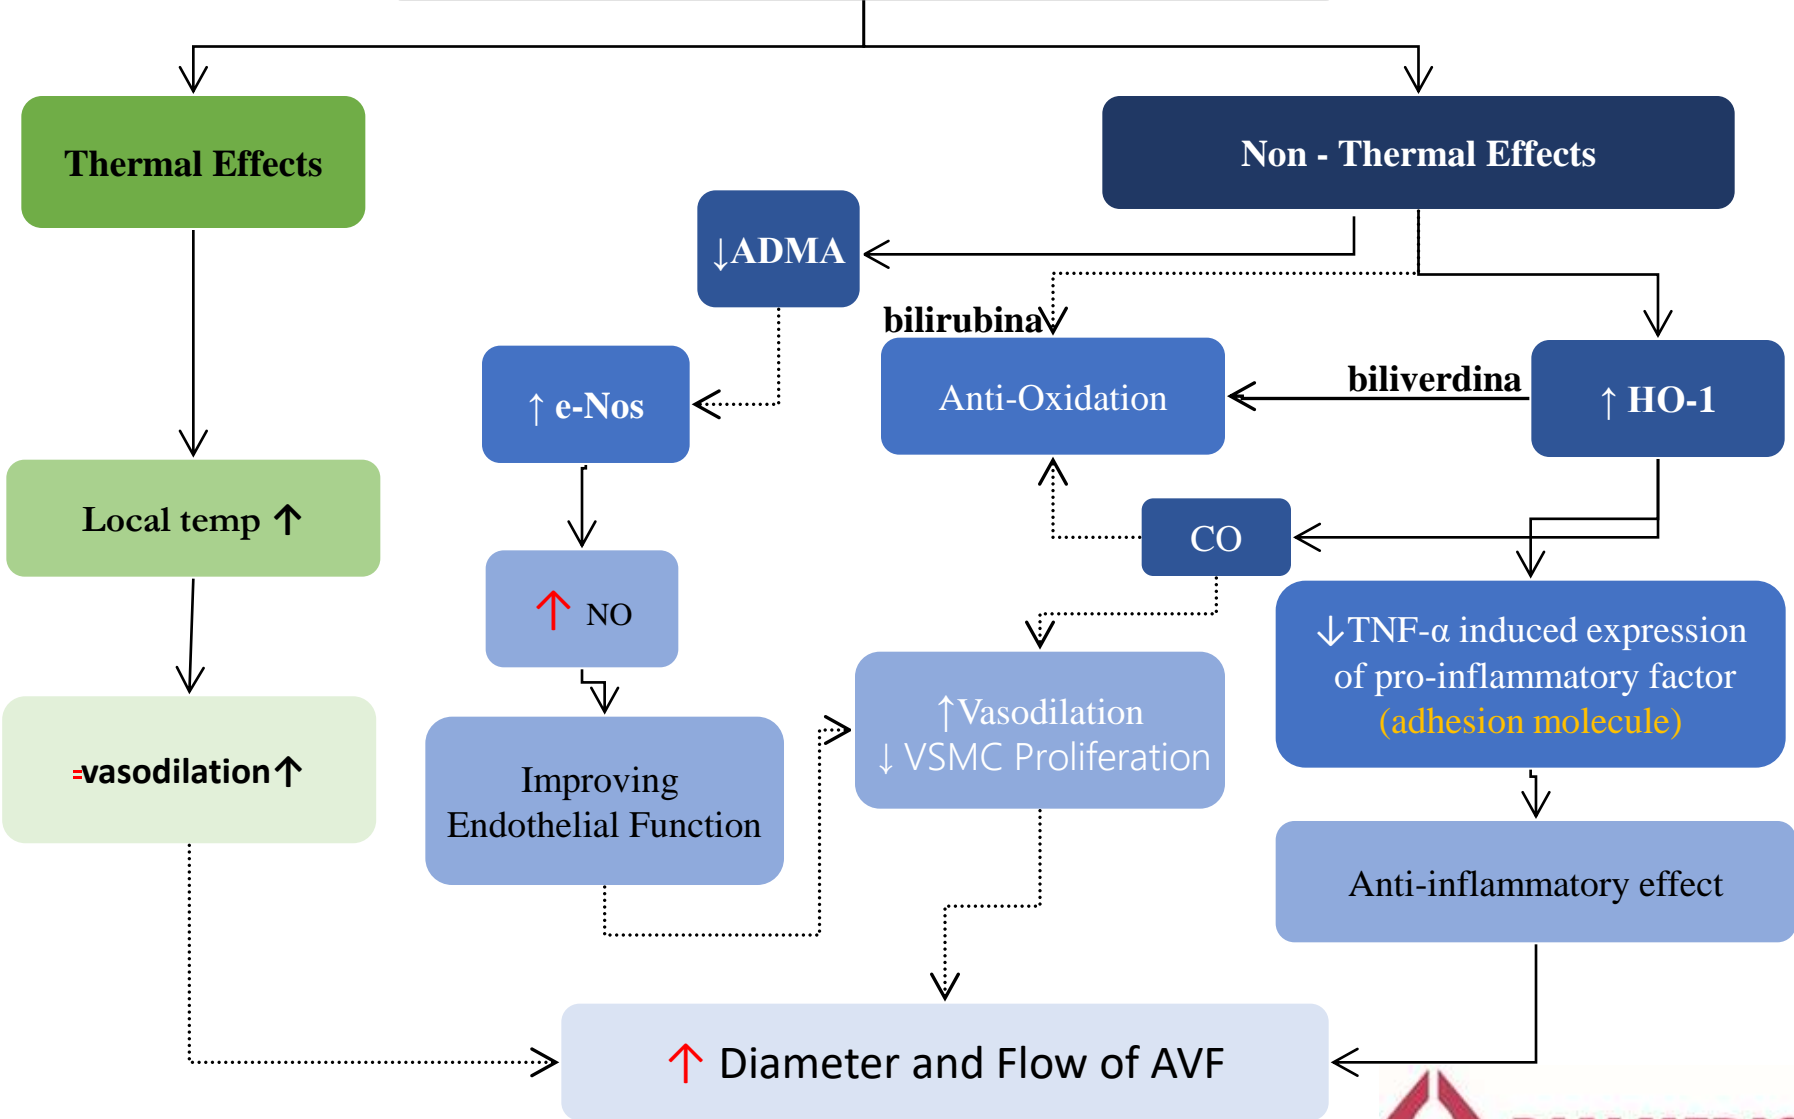 Thermal Effects
Non - Thermal Effects
↓ADMA
bilirubina
↑ e-Nos
Anti-Oxidation
biliverdina
↑ HO-1
Local temp ↑
CO
↑ NO
↓TNF-α induced expression
of pro-inflammatory factor
(adhesion molecule)
↑Vasodilation
↓ VSMC Proliferation
=vasodilation↑
Improving
Endothelial Function
Anti-inflammatory effect
↑ Diameter and Flow of AVF